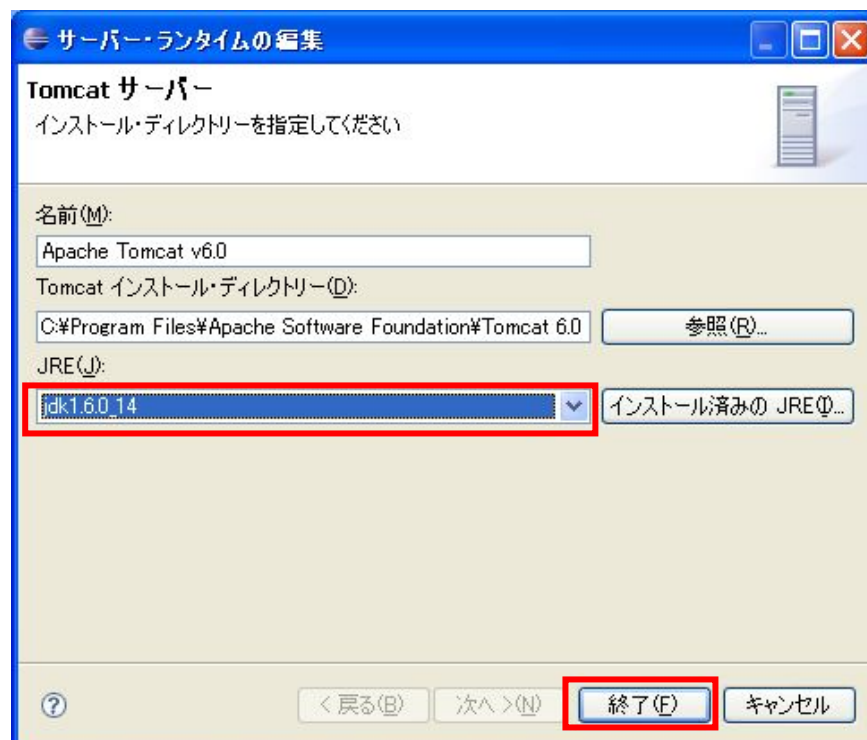 サーバー・ランタイムの編集
Tomcat サーバー
インストール・ディレクトリーを指定してください
名前(M):
Apache Tomcat v6.0
Tomcat インストール・ディレクトリー(D):
C:¥Program Files¥Apache Software Foundation¥Tomcat 6.0
参照(R)...
JRE(J):
jdk1.6.0_14
インストール済みの JRE(I)...
?
< 戻る(B)
次へ >(N)
終了(F)
キャンセル